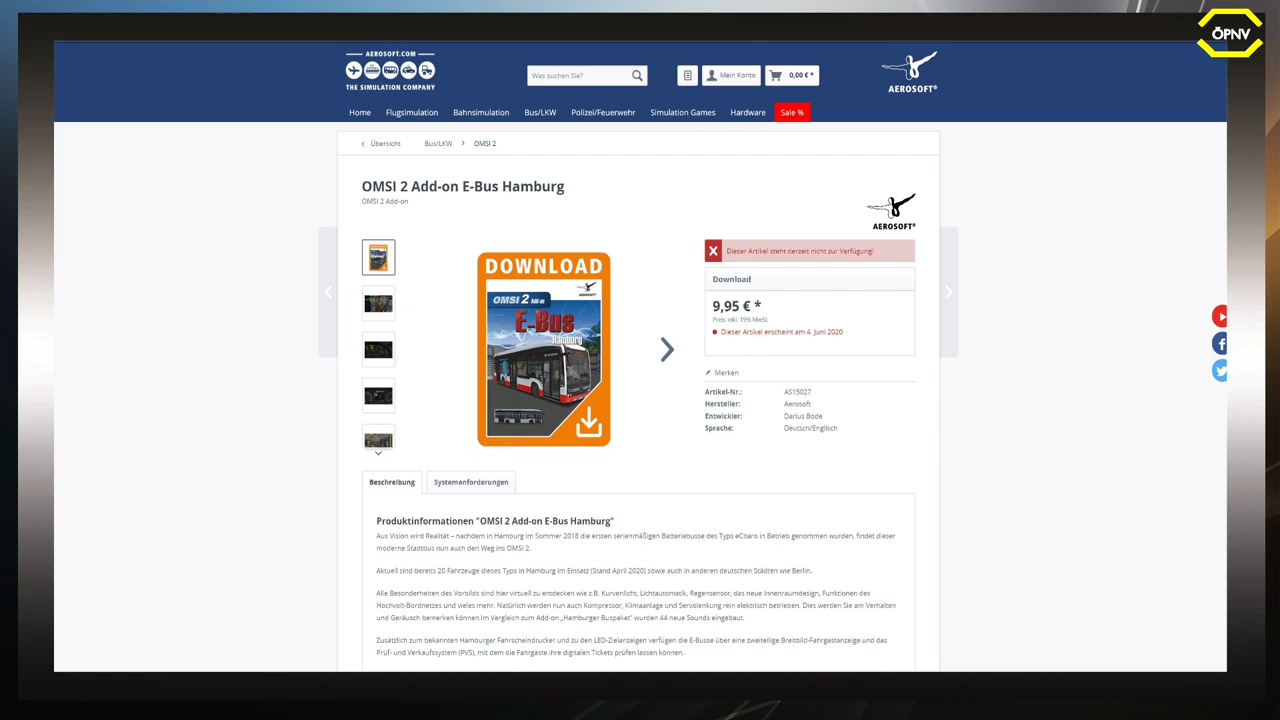 ÖPNV
AEROSOFT.COM
THE SIMULATION COMPANY
Was suchen Sie?
Mein Konto
0,00 € *
AEROSOFT®
Home
Flugsimulation
Bahnsimulation
Bus/LKW
Polizei/Feuerwehr
Simulation Games
Hardware
Sale %
Übersicht
Bus/LKW
OMSI 2
OMSI 2 Add-on E-Bus Hamburg
OMSI 2 Add-on
AEROSOFT®
DOWNLOAD
OMSI 2 Add-on
E-Bus
Hamburg
Dieser Artikel steht derzeit nicht zur Verfügung!
Download
9,95 € *
Preis inkl. 19% MwSt.
Dieser Artikel erscheint am 4. Juni 2020
Merken
Artikel-Nr.: AS15027
Hersteller: Aerosoft
Entwickler: Darius Bode
Sprache: Deutsch/Englisch
Beschreibung
Systemanforderungen
Produktinformationen "OMSI 2 Add-on E-Bus Hamburg"
Aus Vision wird Realität – nachdem in Hamburg im Sommer 2018 die ersten serienmäßigen Batteriebusse des Typs eCitaro in Betrieb genommen wurden, findet dieser
moderne Stadtbus nun auch den Weg ins OMSI 2.
Aktuell sind bereits 20 Fahrzeuge dieses Typs in Hamburg im Einsatz (Stand April 2020) sowie auch in anderen deutschen Städten wie Berlin.
Alle Besonderheiten des Vorbilds sind hier virtuell zu entdecken wie z.B. Kurvenlicht, Lichtautomatik, Regensensor, das neue Innenraumdesign, Funktionen des
Hochvolt-Bordnetzes und vieles mehr. Natürlich werden nun auch Kompressor, Klimaanlage und Servolenkung rein elektrisch betrieben. Dies werden Sie am Verhalten
und Geräusch bemerken können.Im Vergleich zum Add-on „Hamburger Buspaket" wurden 44 neue Sounds eingebaut.
Zusätzlich zum bekannten Hamburger Fahrscheindrucker und zu den LED-Zielanzeigen verfügen die E-Busse über eine zweiteilige Breitbild-Fahrgastanzeige und das
Prüf- und Verkaufssystem (PVS), mit dem die Fahrgäste ihre digitalen Tickets prüfen lassen können.